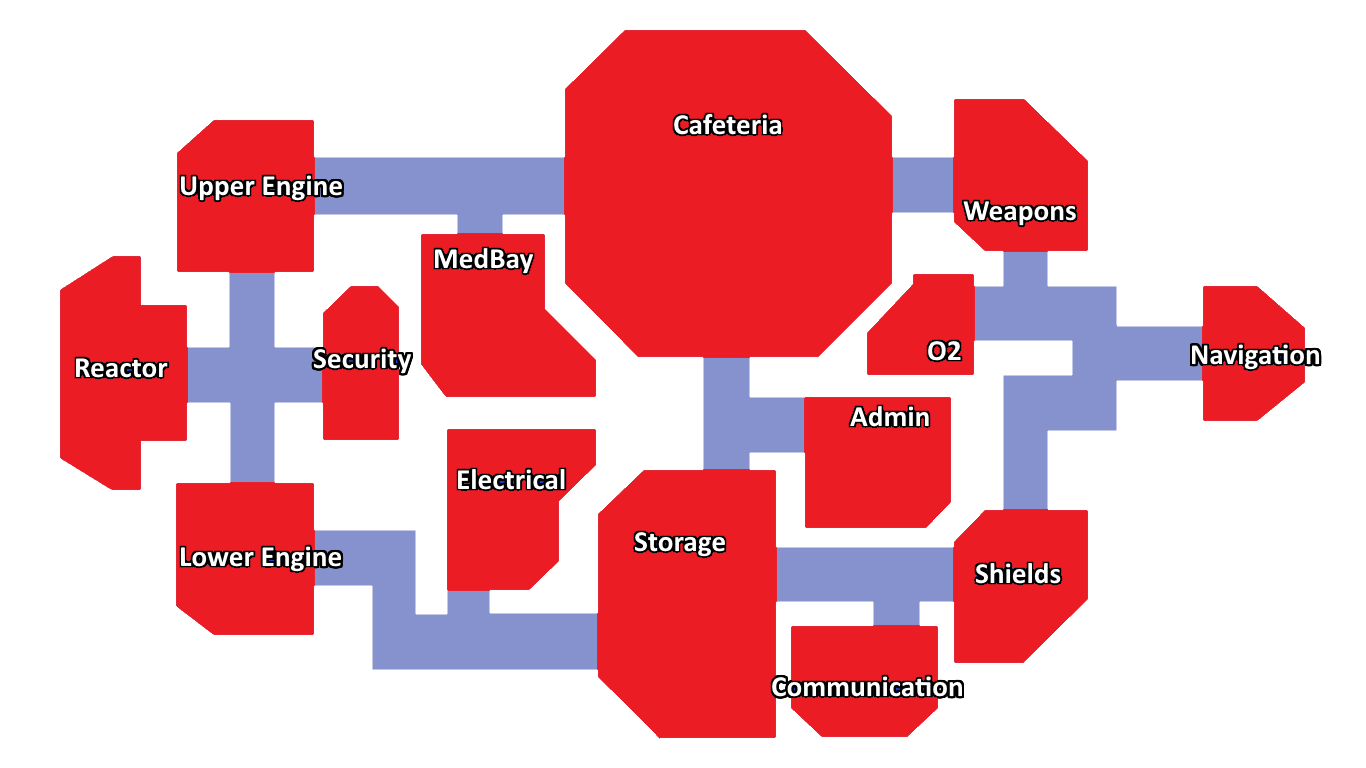 Cafeteria
Upper Engine
Weapons
MedBay
O2
Navigation
Security
Reactor
Admin
Electrical
Storage
Lower Engine
Shields
Communication